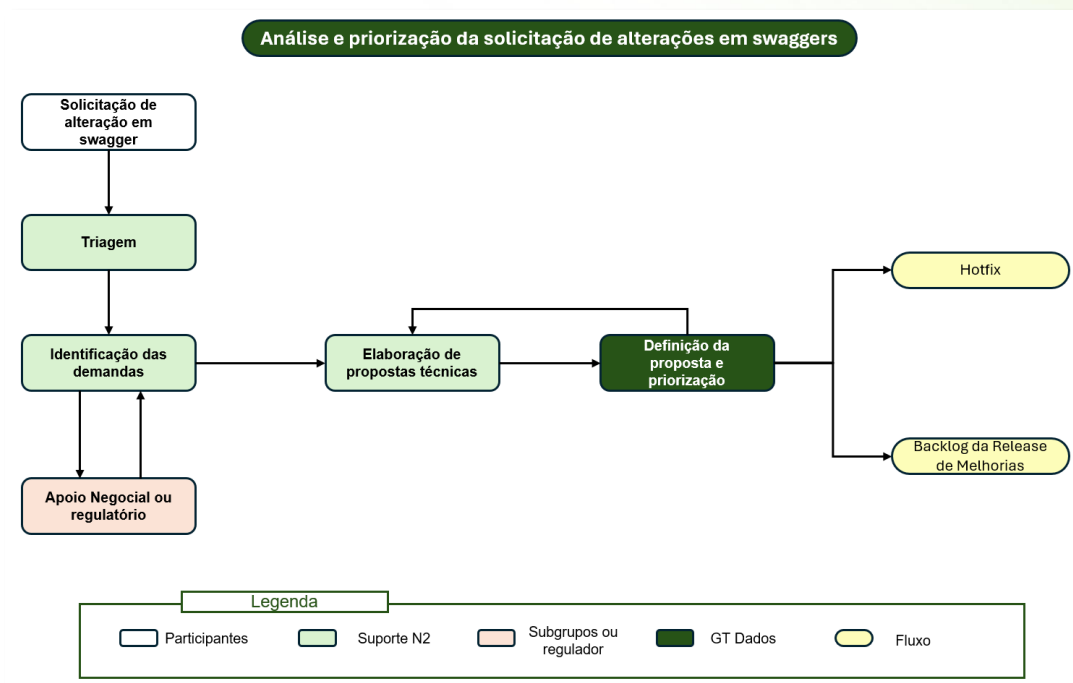 Análise e priorização da solicitação de alterações em swaggers
Solicitação de
alteração em
swagger
Triagem
Identificação das
demandas
Apoio Negocial ou
regulatório
Elaboração de
propostas técnicas
Definição da
proposta e
priorização
Hotfix
Backlog da Release
de Melhorias
Legenda
Participantes
Suporte N2
Subgrupos ou
regulador
GT Dados
Fluxo